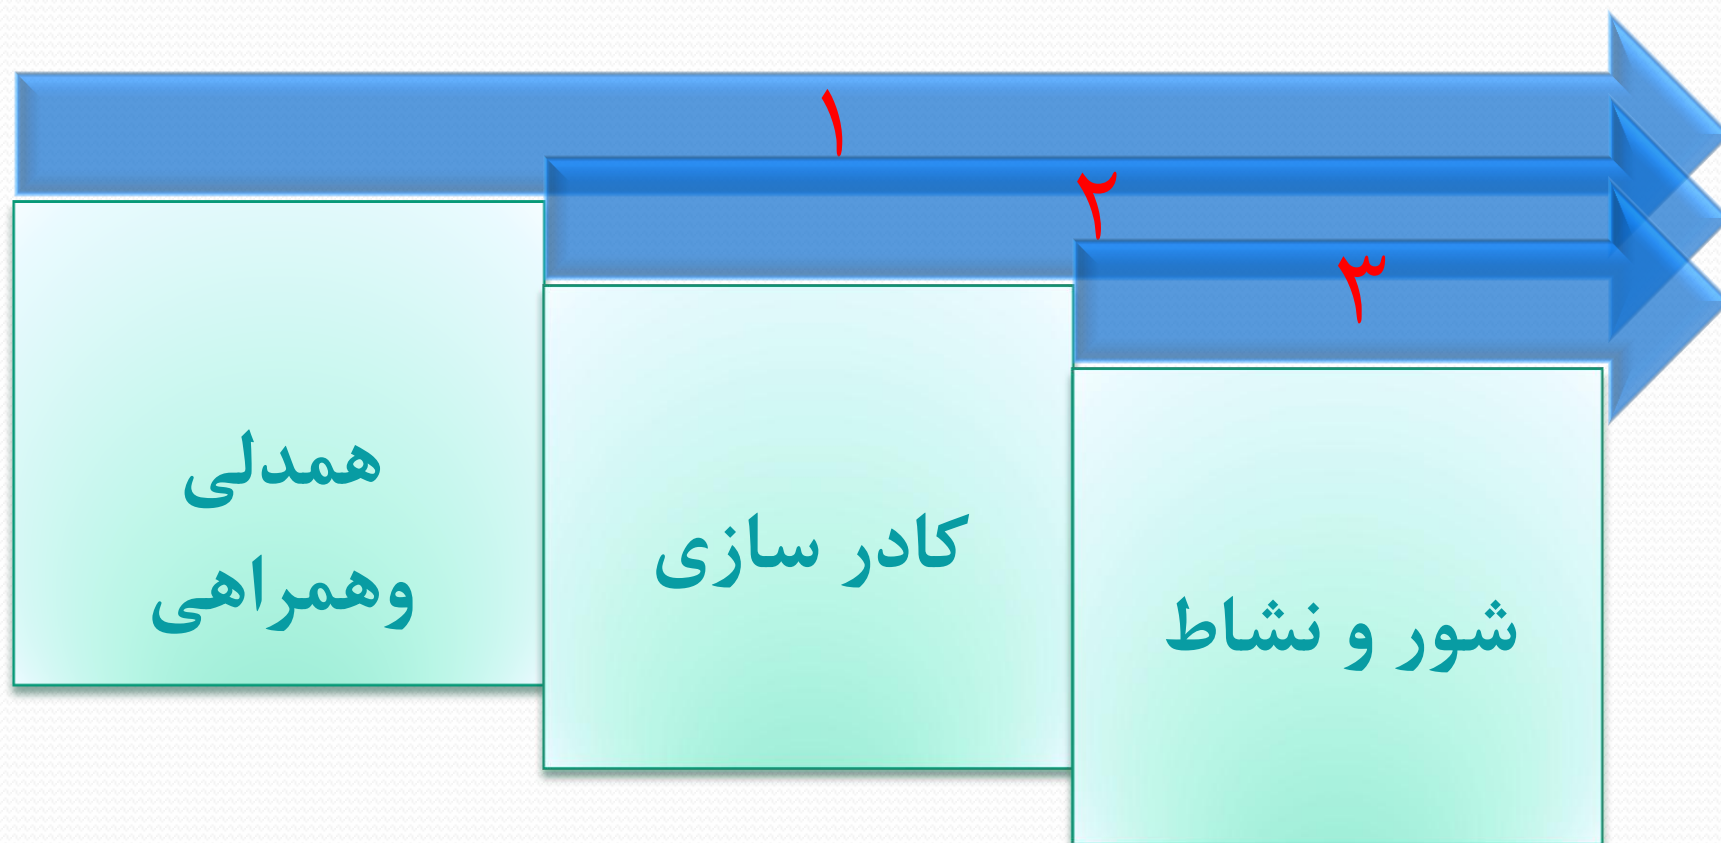 ۱
همدلی
وهمراهی
۲
کادر سازی
۳
شور و نشاط